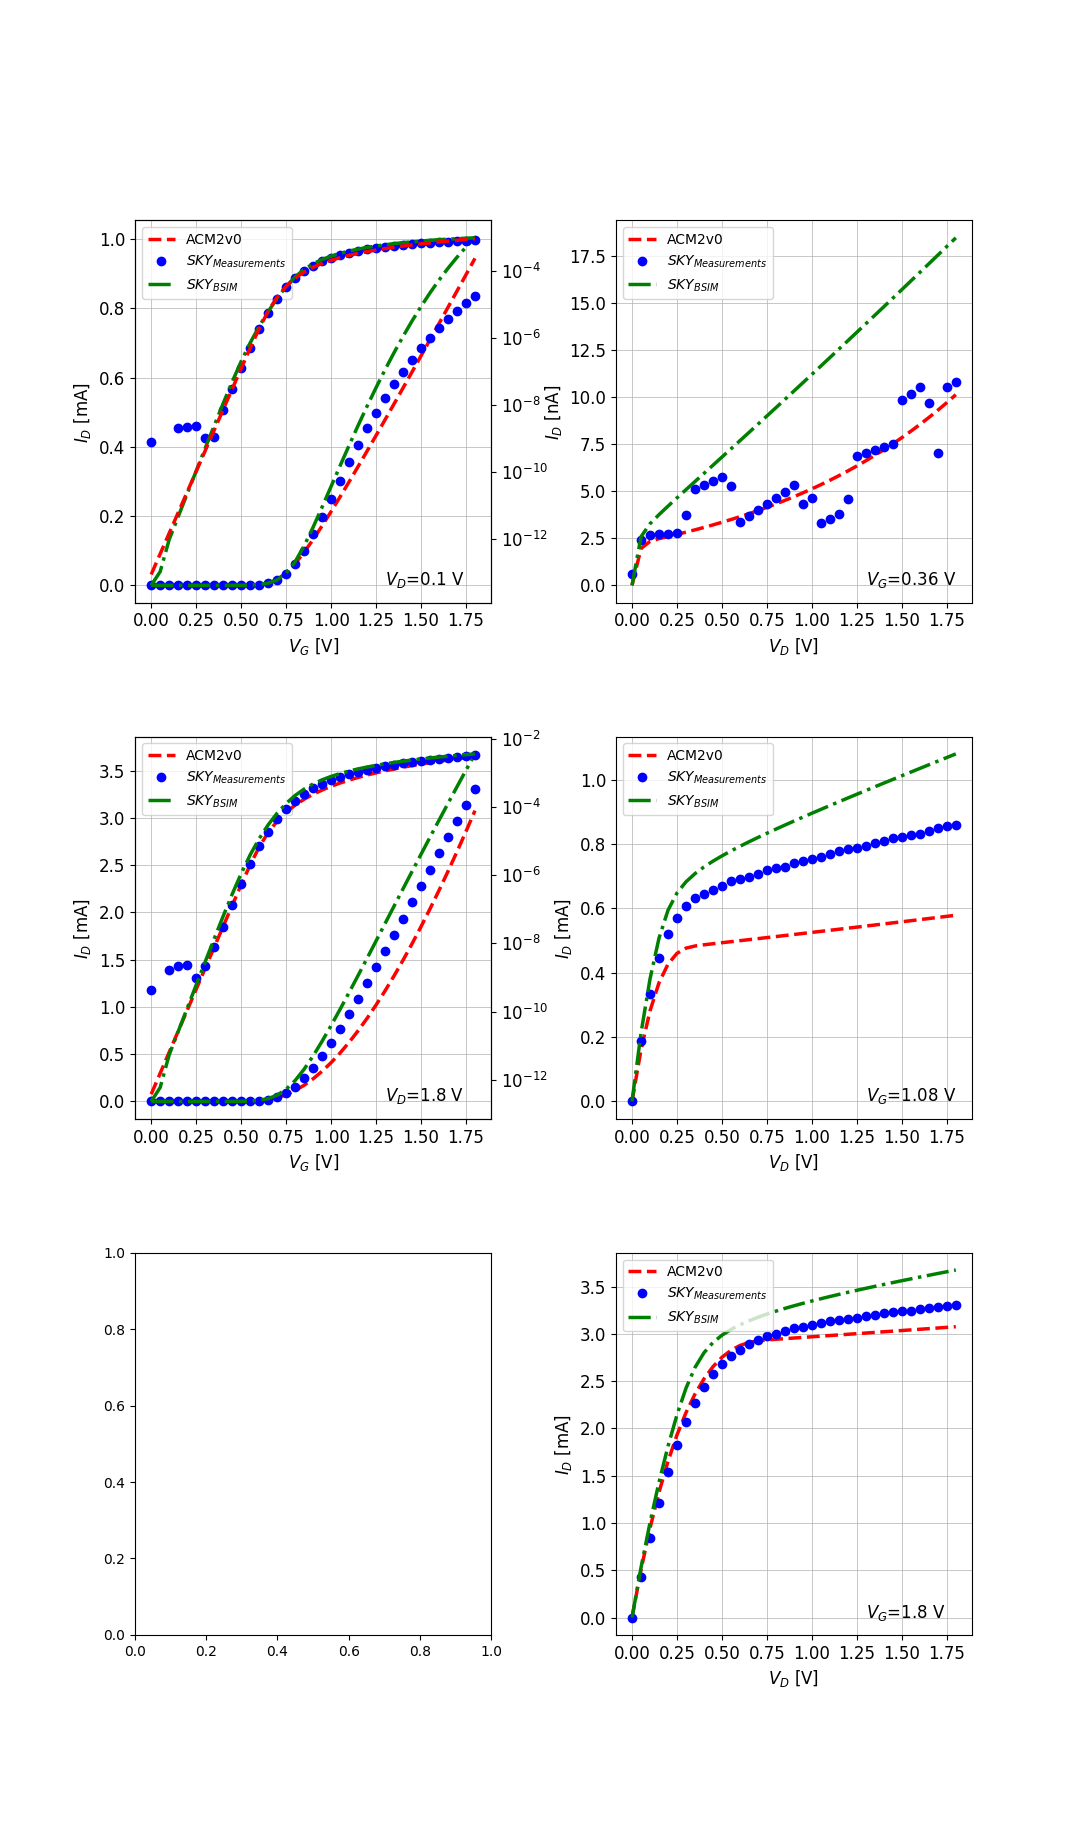 ACM2v0
SKY_Measurements
SKY_BSIM
1.0
0.8
0.6
0.4
0.2
0.0
I_D [mA]
10^−4
10^−6
10^−8
10^−10
10^−12
V_D=0.1 V
0.00 0.25 0.50 0.75 1.00 1.25 1.50 1.75
V_G [V]
ACM2v0
SKY_Measurements
SKY_BSIM
17.5
15.0
12.5
10.0
7.5
5.0
2.5
0.0
I_D [nA]
V_G=0.36 V
0.00 0.25 0.50 0.75 1.00 1.25 1.50 1.75
V_D [V]
ACM2v0
SKY_Measurements
SKY_BSIM
3.5
3.0
2.5
2.0
1.5
1.0
0.5
0.0
I_D [mA]
10^−2
10^−4
10^−6
10^−8
10^−10
10^−12
V_D=1.8 V
0.00 0.25 0.50 0.75 1.00 1.25 1.50 1.75
V_G [V]
ACM2v0
SKY_Measurements
SKY_BSIM
1.0
0.8
0.6
0.4
0.2
0.0
I_D [mA]
V_G=1.08 V
0.00 0.25 0.50 0.75 1.00 1.25 1.50 1.75
V_D [V]
1.0
0.8
0.6
0.4
0.2
0.0
0.0 0.2 0.4 0.6 0.8 1.0
ACM2v0
SKY_Measurements
SKY_BSIM
3.5
3.0
2.5
2.0
1.5
1.0
0.5
0.0
I_D [mA]
V_G=1.8 V
0.00 0.25 0.50 0.75 1.00 1.25 1.50 1.75
V_D [V]